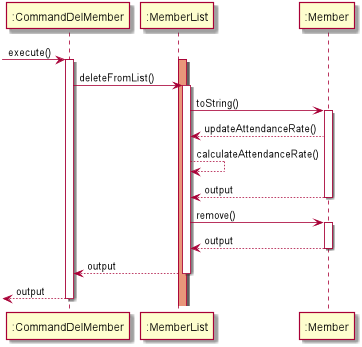 :CommandDelMember
:MemberList
:Member
execute()
deleteFromList()
toString()
updateAttendanceRate()
calculateAttendanceRate()
output
remove()
output
output
output
:CommandDelMember
:MemberList
:Member